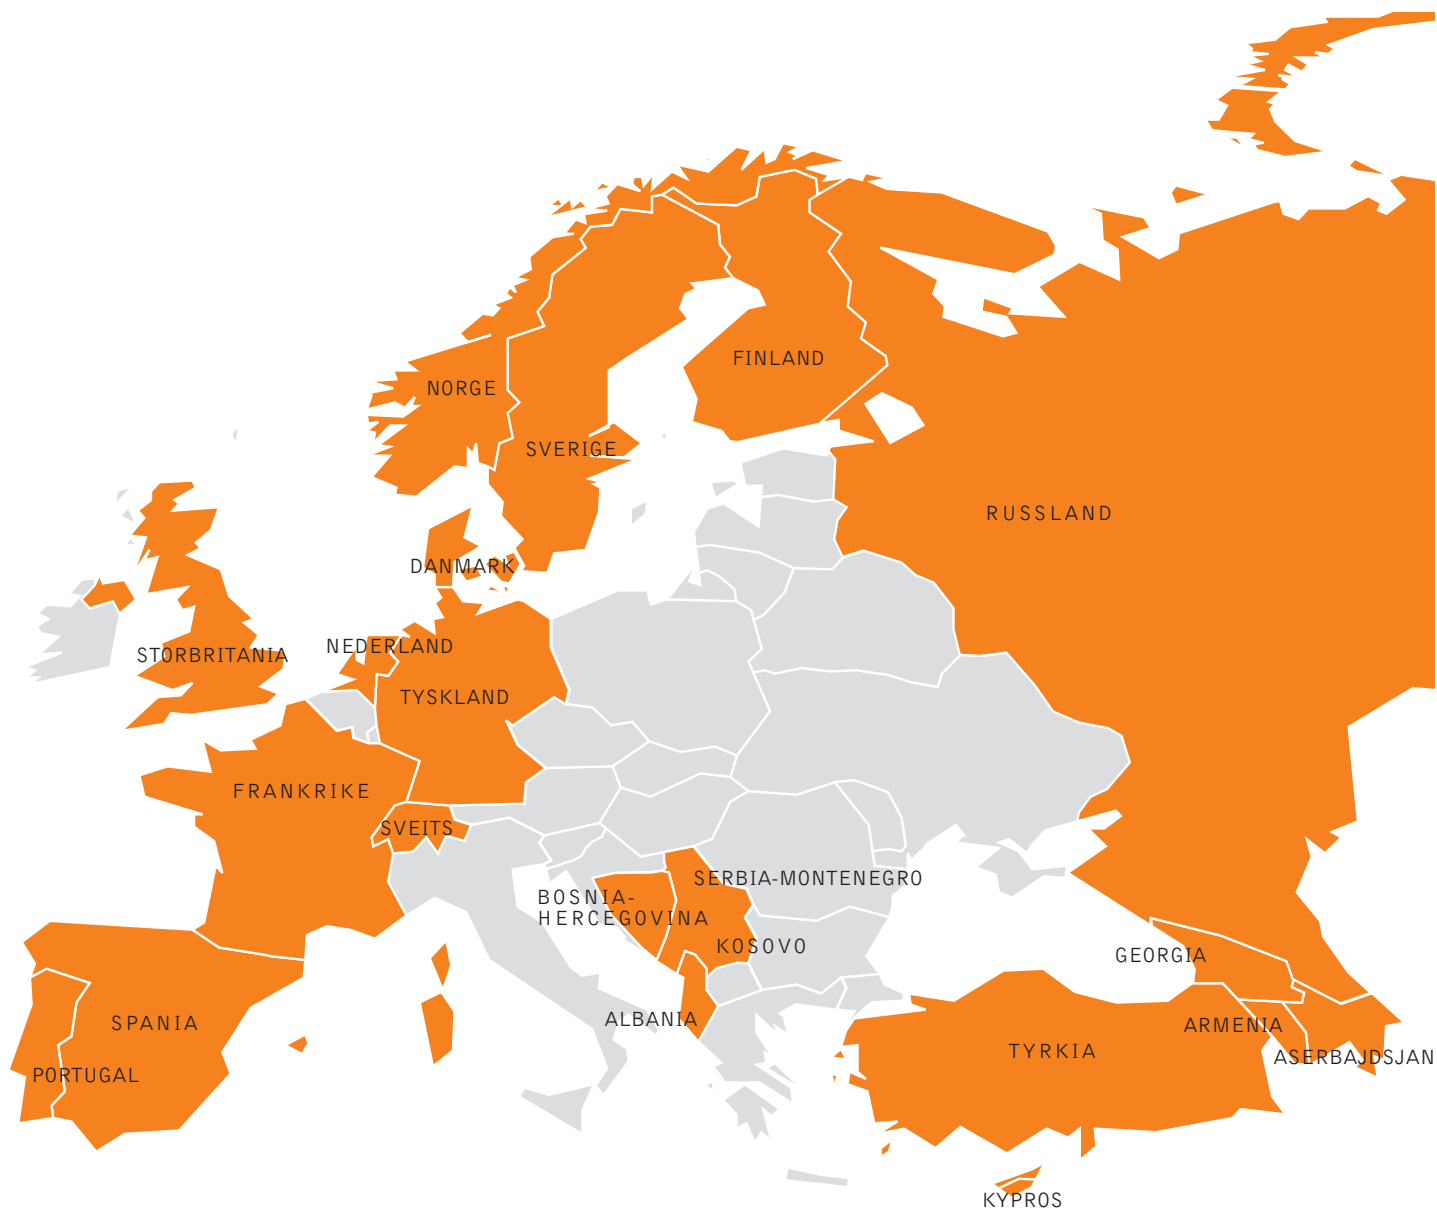 FINLAND
NORGE
SVERIGE
RUSSLAND
DANMARK
NEDERLAND
STORBRITANIA
TYSKLAND
FRANKRIKE
SVEITS
SERBIA-MONTENEGRO
BOSNIA-
HERCEGOVINA
KOSOVO
GEORGIA
ALBANIA
SPANIA
ARMENIA
TYRKIA
ASERBAJDSJAN
PORTUGAL
KYPROS